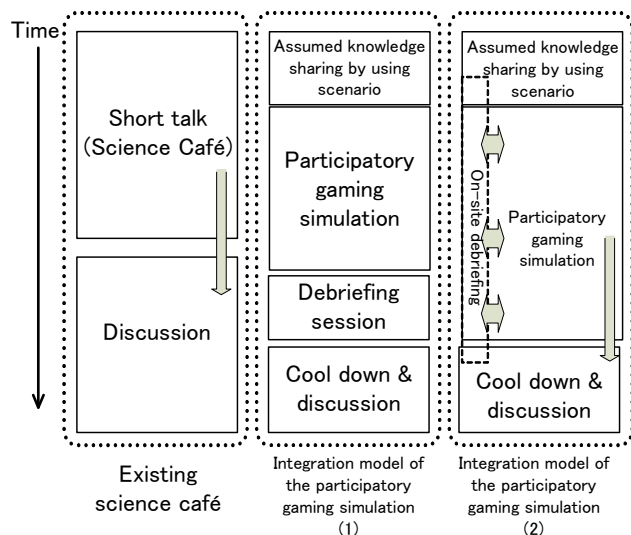 Time
Short talk
(Science Café)
Discussion
Existing
science café
Assumed knowledge
sharing by using
scenario
Participatory
gaming
simulation
Debriefing
session
Cool down &
discussion
Integration model of
the participatory
gaming simulation
(1)
Assumed knowledge
sharing by using
scenario
On-site debriefing
Participatory
gaming
simulation
Cool down &
discussion
Integration model of
the participatory
gaming simulation
(2)